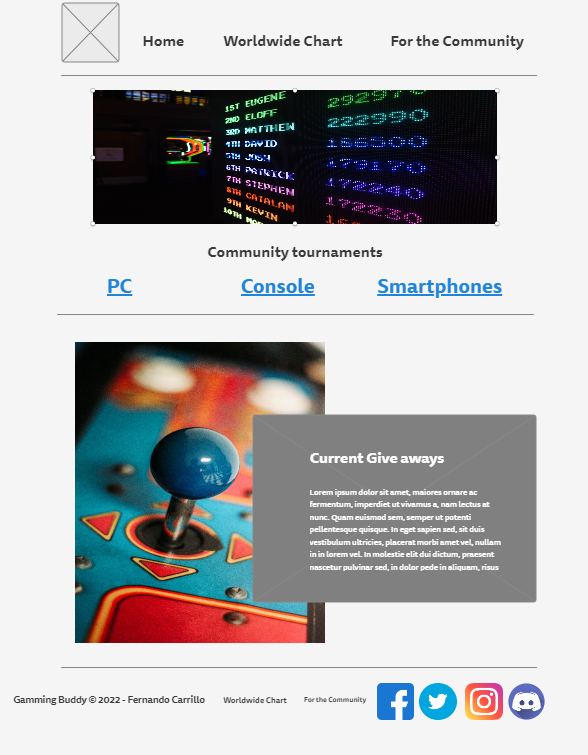 Home Worldwide Chart For the Community
1ST EUGENE 292970
2ND ELOFF 222990
3RD MATTHEW 188500
4TH DAVID 179170
5TH JOSH 172240
6TH PATRICK 172230
7TH STEPHEN
8TH CATALAN
9TH KEVIN
10TH
Community tournaments
PC Console Smartphones
Current Give aways
Lorem ipsum dolor sit amet, maiores ornare ac
fermentum, imperdiet ut vivamus a, nam lectus at
nunc. Quam euismod sem, semper ut potenti
pellentesque quisque. In eget sapien sed, sit duis
vestibulum ultricies, placerat morbi amet vel, nullam
in in lorem vel. In molestie elit dui dictum, praesent
nascetur pulvinar sed, in dolor pede in aliquam, risus
Gamming Buddy © 2022 - Fernando Carrillo Worldwide Chart For the Community